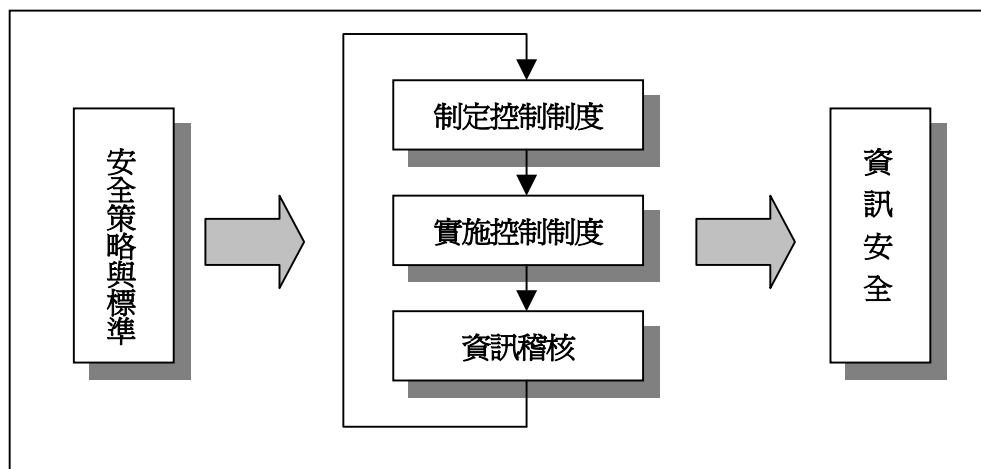 安全策略與標準
制定控制制度
實施控制制度
資訊稽核
資訊安全